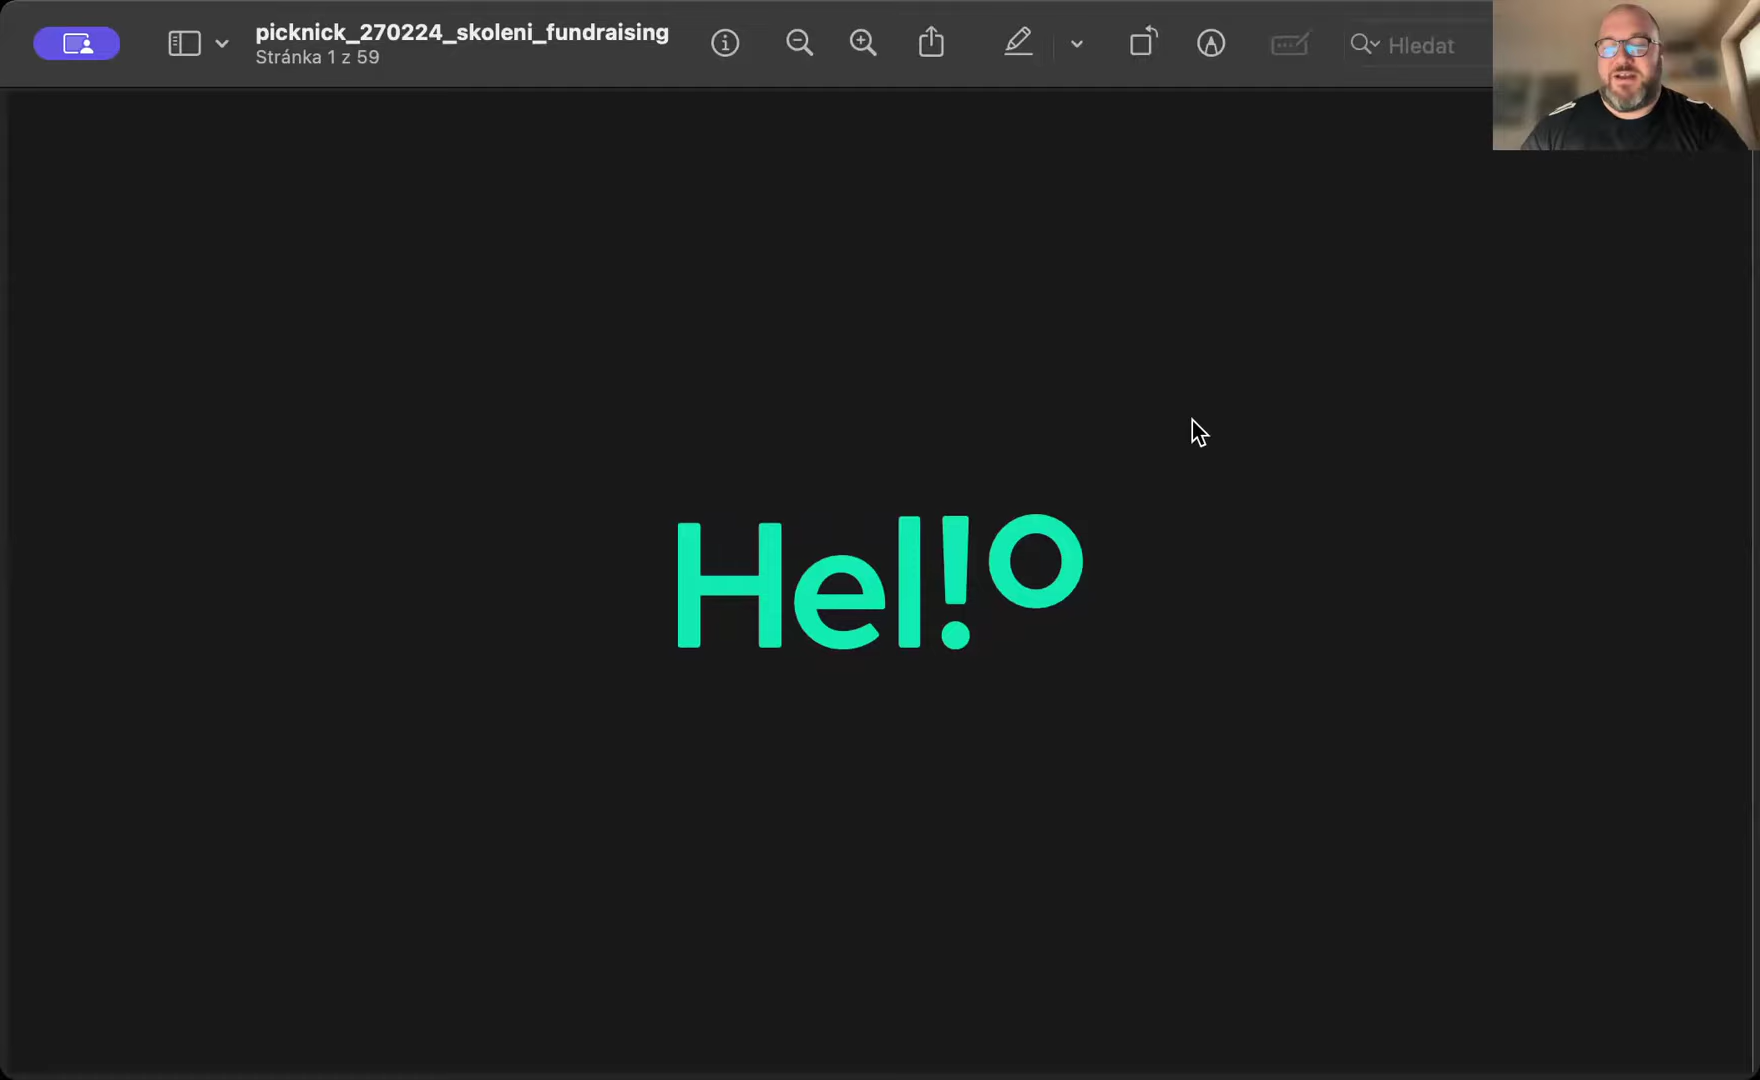 picknick_270224_skoleni_fundraising
Stránka 1 z 59
Hledat
Hel!o